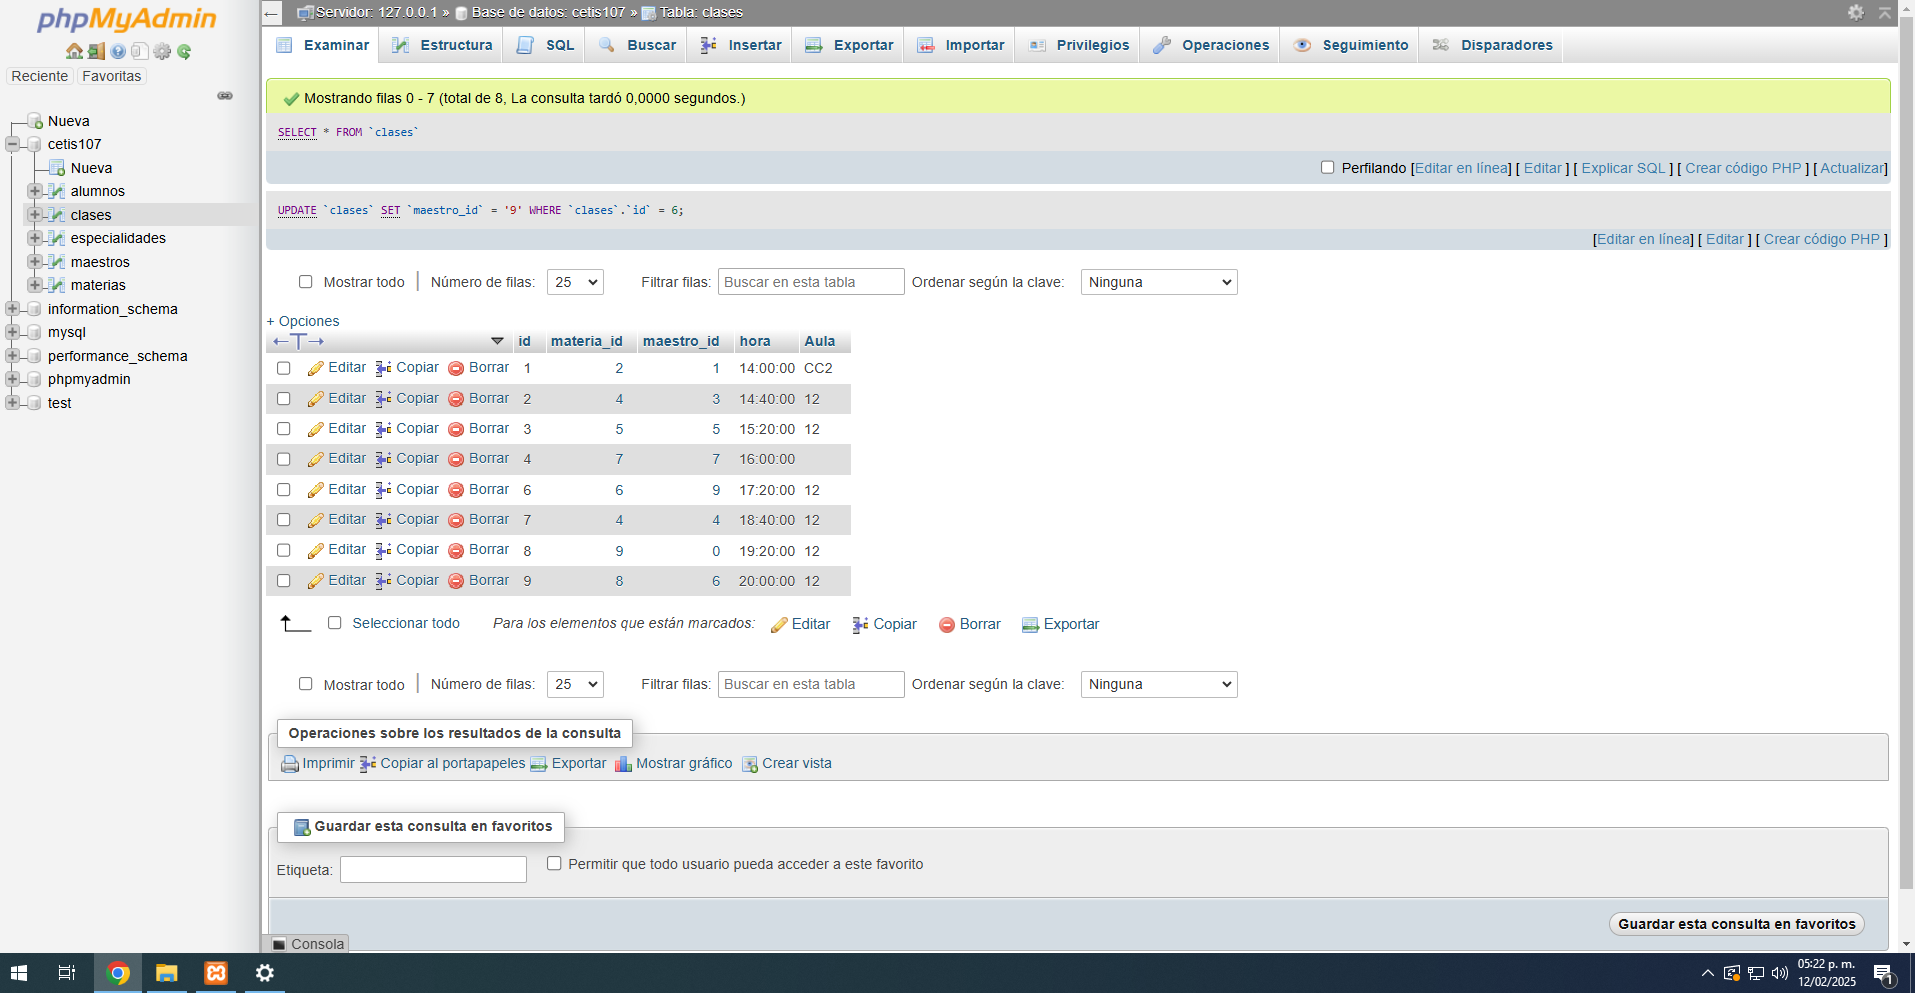 phpMyAdmin
Reciente Favoritas
Nueva
cetis107
Nueva
alumnos
clases
especialidades
maestros
materias
information_schema
mysql
performance_schema
phpmyadmin
test
Servidor: 127.0.0.1 » Base de datos: cetis107 » Tabla: clases
Examinar Estructura SQL Buscar Insertar Exportar Importar Privilegios Operaciones Seguimiento Disparadores
Mostrando filas 0 - 7 (total de 8, La consulta tardó 0,0000 segundos.)
SELECT * FROM `clases`
Perfilando [Editar en línea] [ Editar ] [ Explicar SQL ] [ Crear código PHP ] [ Actualizar]
UPDATE `clases` SET `maestro_id` = '9' WHERE `clases`.`id` = 6;
[Editar en línea] [ Editar ] [ Crear código PHP ]
Mostrar todo Número de filas: 25 Filtrar filas: Buscar en esta tabla Ordenar según la clave: Ninguna
+ Opciones
←T→ id materia_id maestro_id hora Aula
Editar Copiar Borrar 1 2 1 14:00:00 CC2
Editar Copiar Borrar 2 4 3 14:40:00 12
Editar Copiar Borrar 3 5 5 15:20:00 12
Editar Copiar Borrar 4 7 7 16:00:00
Editar Copiar Borrar 6 6 9 17:20:00 12
Editar Copiar Borrar 7 4 4 18:40:00 12
Editar Copiar Borrar 8 9 0 19:20:00 12
Editar Copiar Borrar 9 8 6 20:00:00 12
Seleccionar todo Para los elementos que están marcados: Editar Copiar Borrar Exportar
Mostrar todo Número de filas: 25 Filtrar filas: Buscar en esta tabla Ordenar según la clave: Ninguna
Operaciones sobre los resultados de la consulta
Imprimir Copiar al portapapeles Exportar Mostrar gráfico Crear vista
Guardar esta consulta en favoritos
Etiqueta: Permitir que todo usuario pueda acceder a este favorito
Guardar esta consulta en favoritos
Consola
05:22 p. m.
12/02/2025
1